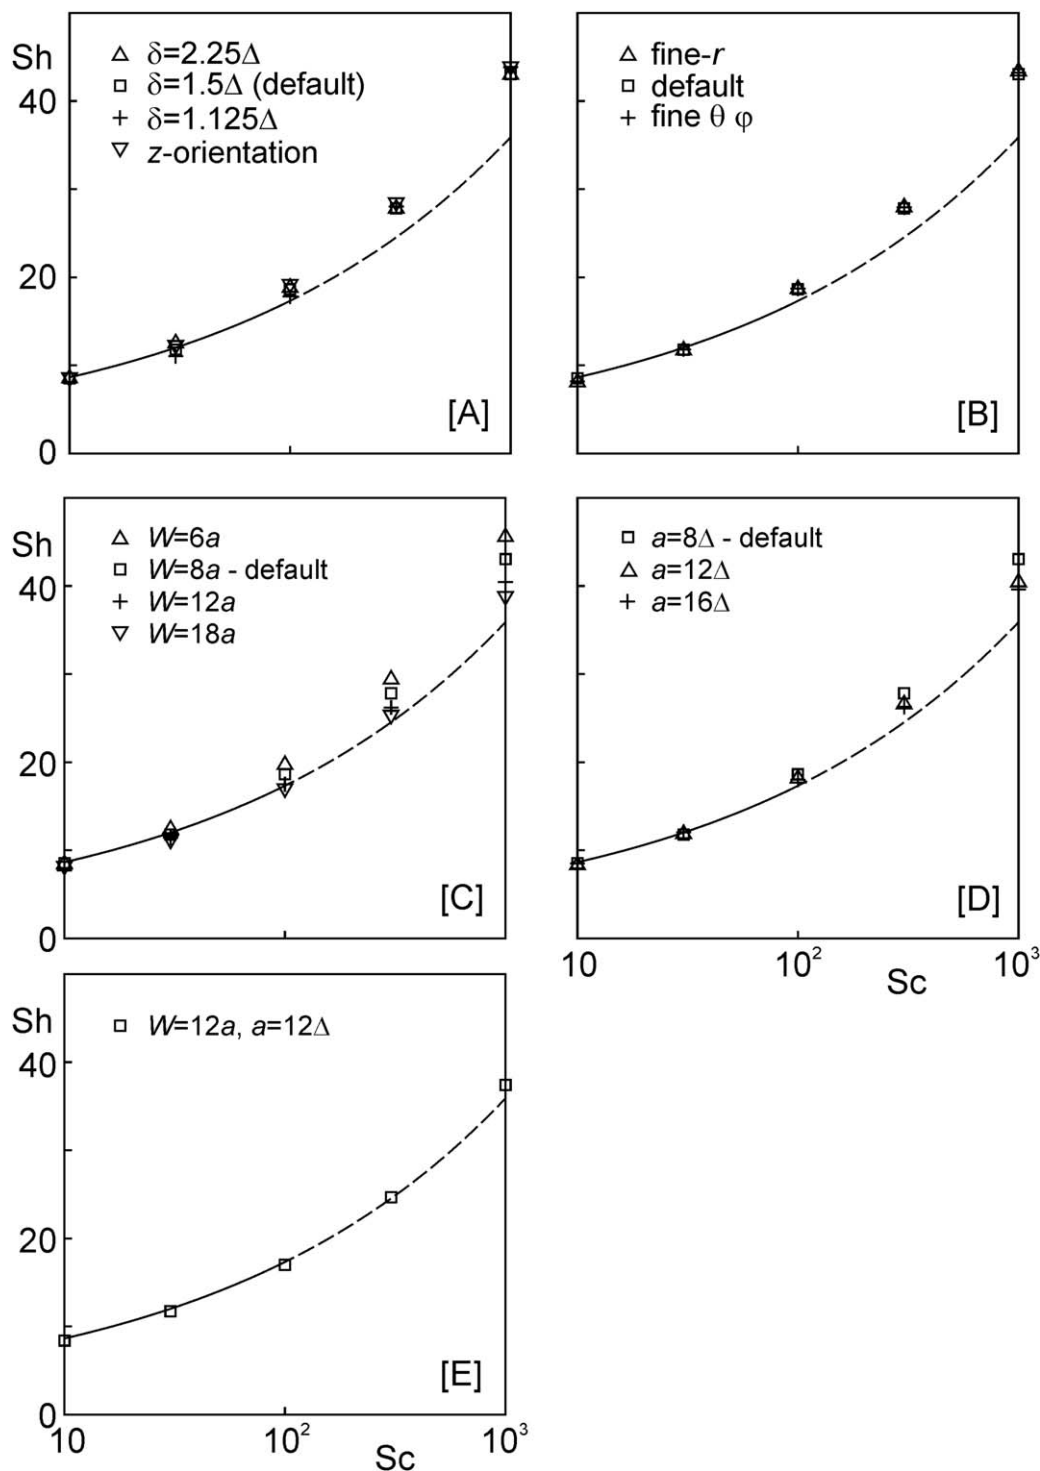 Sh
40
20
0
δ=2.25Δ
δ=1.5Δ (default)
δ=1.125Δ
z-orientation
[A]
fine-r
default
fine θ φ
[B]
Sh
40
20
0
W=6a
W=8a - default
W=12a
W=18a
[C]
a=8Δ - default
a=12Δ
a=16Δ
[D]
10 10² 10³
Sc
Sh
40
20
0
W=12a, a=12Δ
[E]
10 10² 10³
Sc